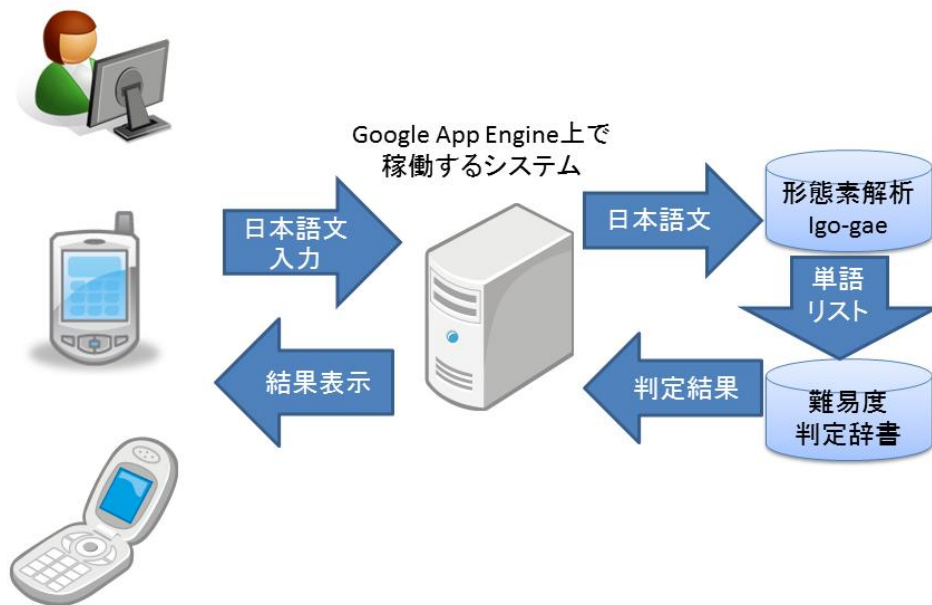 Google App Engine上で
稼働するシステム
日本語文
入力
日本語文
形態素解析
Igo-gae
単語
リスト
結果表示
判定結果
難易度
判定辞書